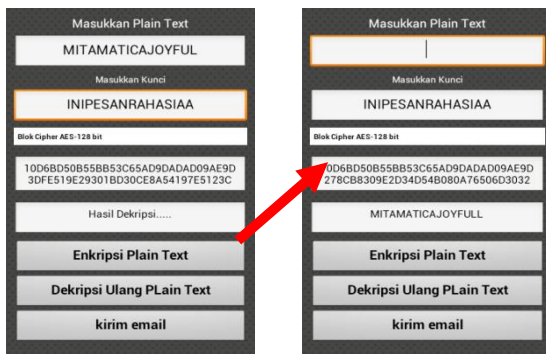 Masukkan Plain Text
MITAMATICAJOYFUL
Masukkan Kunci
INIPESANRAHASIAA
Blok Cipher AES-128 bit
10D6BD50B55BB53C65AD9DADAD09AE9D
3DFE519E29301BD30CE8A54197E5123C
Hasil Dekripsi.....
Enkripsi Plain Text
Dekripsi Ulang PLain Text
kirim email
Masukkan Plain Text
Masukkan Kunci
INIPESANRAHASIAA
Blok Cipher AES-128 bit
0D6BD50B55BB53C65AD9DADAD09AE9D
278CB8309E2D34D54B080A76506D3032
MITAMATICAJOYFULL
Enkripsi Plain Text
Dekripsi Ulang PLain Text
kirim email